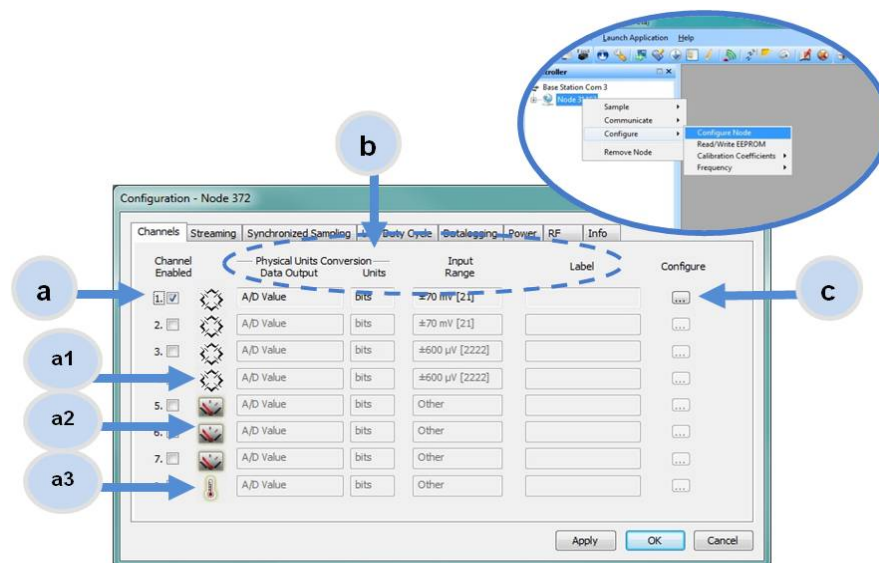 Launch Application Help
Base Station Com 3
Sample
Communicate
Configure
Remove Node
Configure Node
Read/Write EEPROM
Calibration Coefficients
Frequency
b
Configuration - Node 372
Channels Streaming Synchronized Sampling Duty Cycle Datalogging Power RF Info
Channel Enabled
Physical Units Conversion
Data Output Units
Input Range
Label
Configure
a
1. A/D Value bits ±70 mV [21] ...
c
2. A/D Value bits ±70 mV [21] ...
3. A/D Value bits ±600 µV [2222] ...
a1
A/D Value bits ±600 µV [2222] ...
5. A/D Value bits Other ...
a2
6. A/D Value bits Other ...
7. A/D Value bits Other ...
a3
A/D Value bits Other ...
Apply OK Cancel